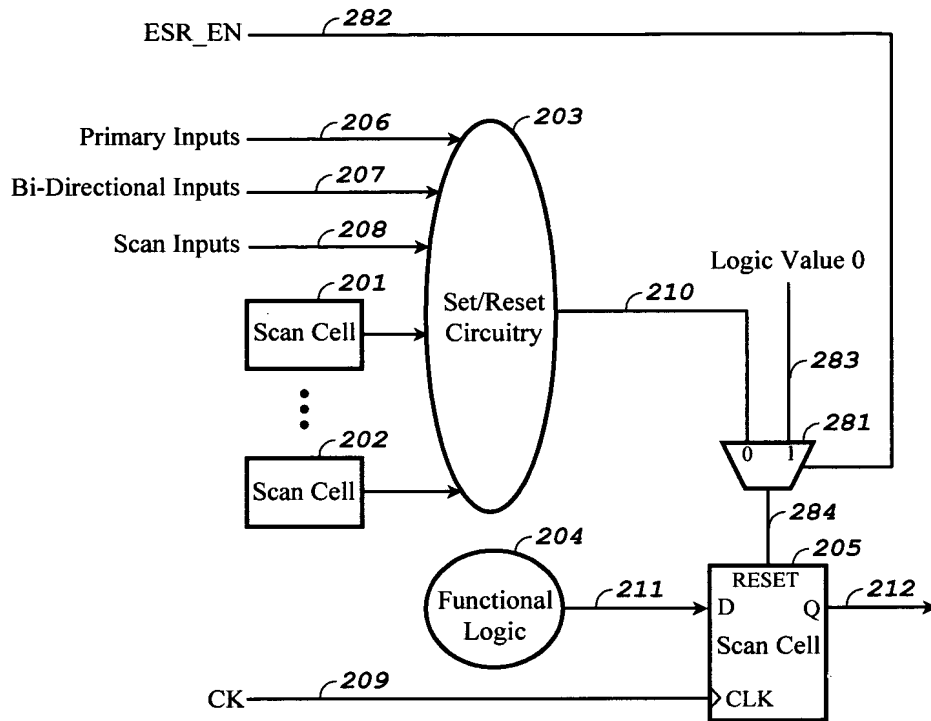 ESR_EN 282
Primary Inputs 206
203
Bi-Directional Inputs 207
Scan Inputs 208
Logic Value 0
201
Scan Cell
Set/Reset
Circuitry
210
283
202
Scan Cell
0 1 281
284
204
Functional
Logic
211
205
RESET
D Q 212
Scan Cell
CK 209
CLK